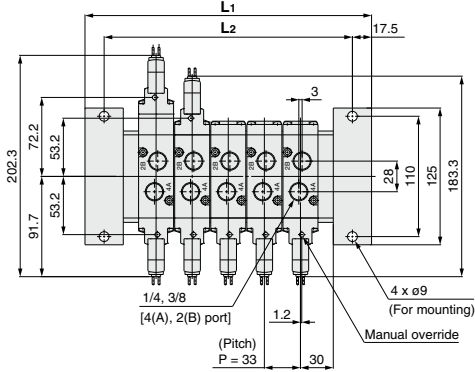 L1
L2
17.5
3
202.3
72.2
53.2
53.2
91.7
2B
2B
2B
2B
2B
4A
4A
4A
4A
4A
28
110
125
183.3
1/4, 3/8
[4(A), 2(B) port]
1.2
(Pitch)
P = 33
30
4 x ø9
(For mounting)
Manual override